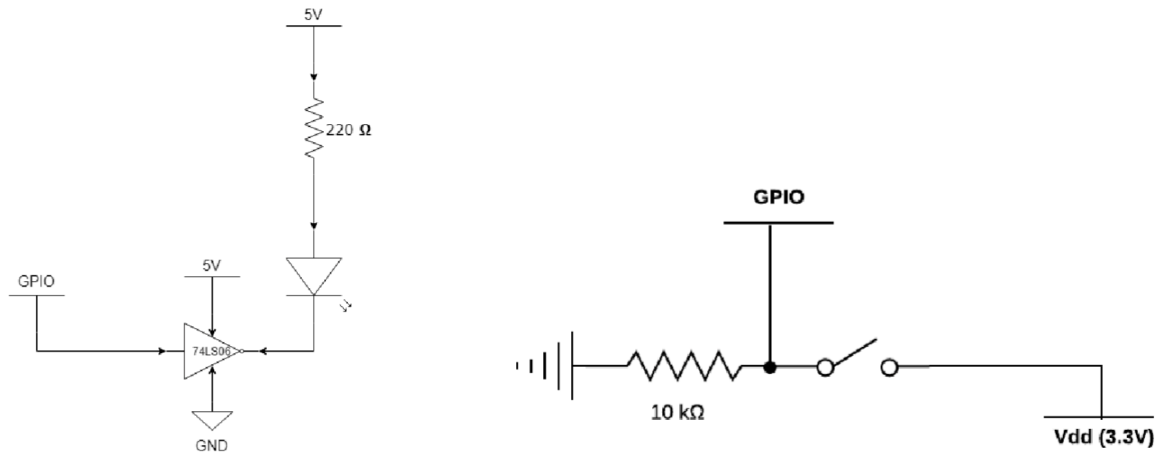 5V
220 Ω
GPIO
5V
74LS06
GND
GPIO
10 kΩ
Vdd (3.3V)